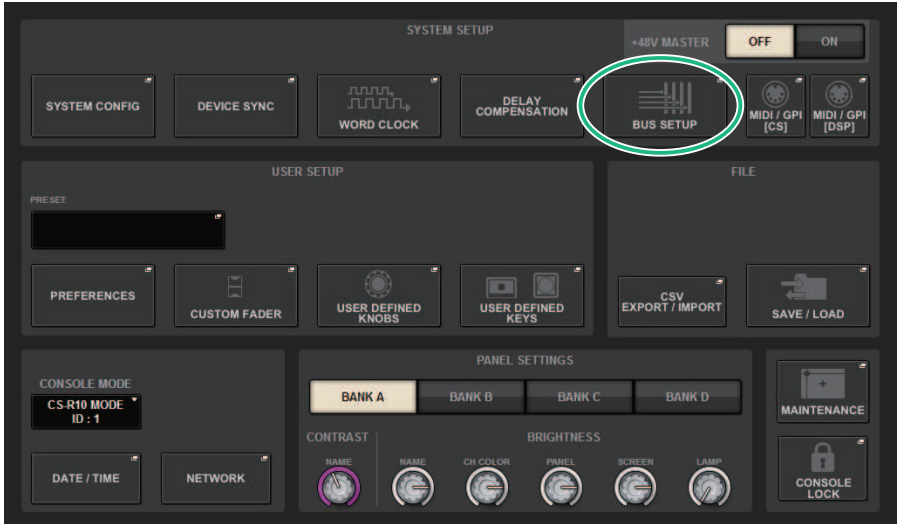 SYSTEM SETUP
+48V MASTER
OFF
ON
SYSTEM CONFIG
DEVICE SYNC
WORD CLOCK
DELAY
COMPENSATION
BUS SETUP
MIDI / GPI
[CS]
MIDI / GPI
[DSP]
USER SETUP
PRESET:
PREFERENCES
CUSTOM FADER
USER DEFINED
KNOBS
USER DEFINED
KEYS
FILE
CSV
EXPORT / IMPORT
SAVE / LOAD
CONSOLE MODE
CS-R10 MODE
ID : 1
DATE / TIME
NETWORK
PANEL SETTINGS
BANK A
BANK B
BANK C
BANK D
CONTRAST
BRIGHTNESS
NAME
NAME
CH COLOR
PANEL
SCREEN
LAMP
MAINTENANCE
CONSOLE
LOCK